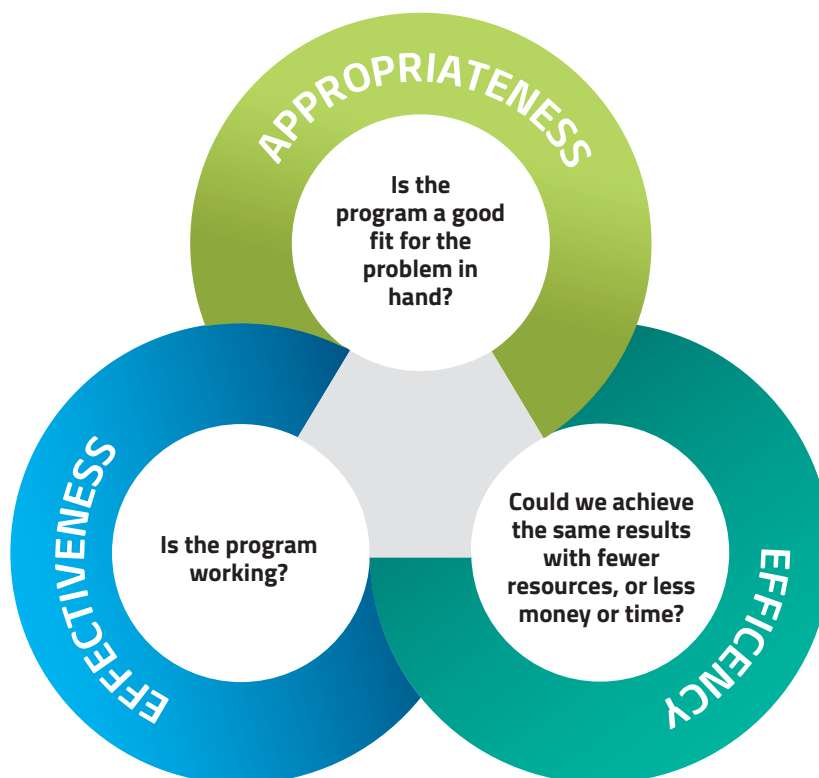 APPROPRIATENESS
Is the
program a good
fit for the
problem in
hand?
EFFECTIVENESS
Is the program
working?
EFFICENCY
Could we achieve
the same results
with fewer
resources, or less
money or time?